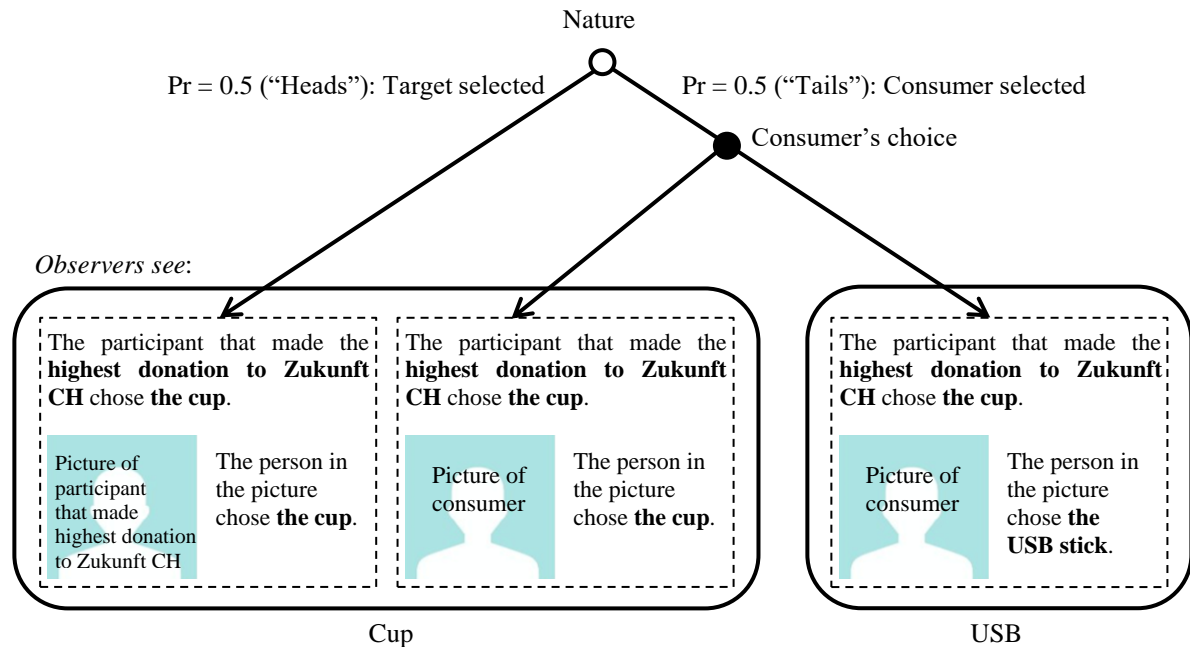 Nature
Pr = 0.5 (“Heads”): Target selected
Pr = 0.5 (“Tails”): Consumer selected
Consumer’s choice
Observers see:
The participant that made the
highest donation to Zukunft
CH chose the cup.
Picture of
participant
that made
highest donation
to Zukunft CH
The person in
the picture
chose the cup.
The participant that made the
highest donation to Zukunft
CH chose the cup.
Picture of
consumer
The person in
the picture
chose the cup.
The participant that made the
highest donation to Zukunft
CH chose the cup.
Picture of
consumer
The person in
the picture
chose the
USB stick.
Cup
USB